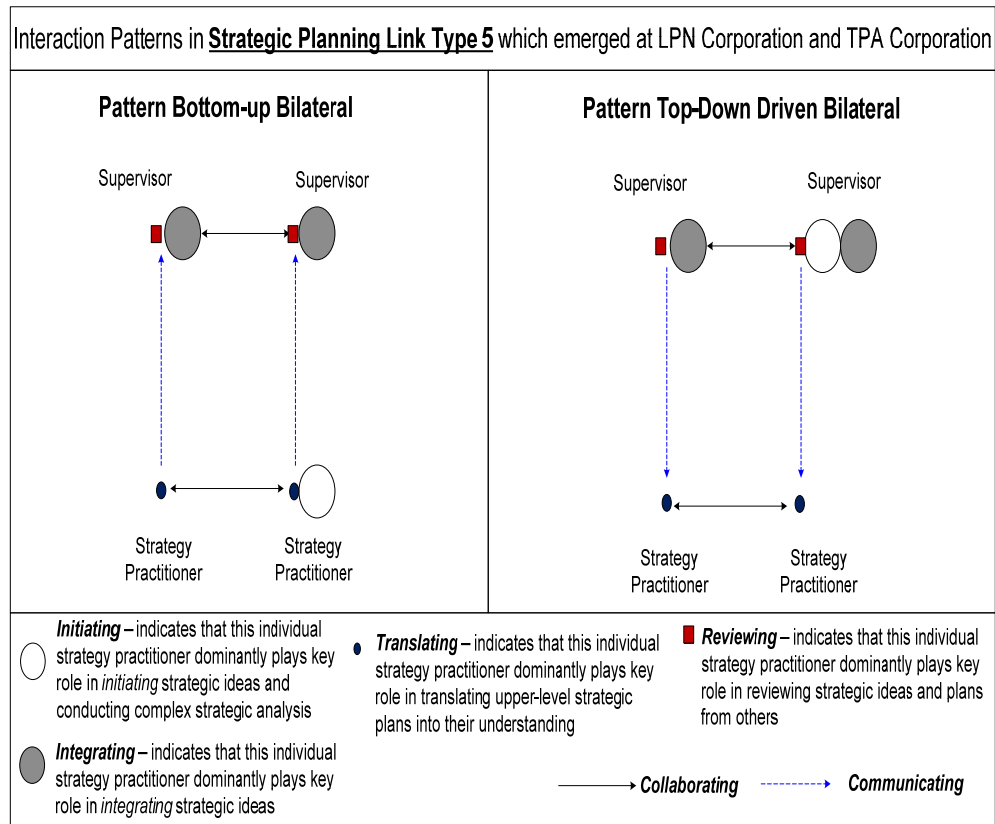 Interaction Patterns in Strategic Planning Link Type 5 which emerged at LPN Corporation and TPA Corporation
Pattern Bottom-up Bilateral
Supervisor
Supervisor
Strategy
Practitioner
Strategy
Practitioner
Pattern Top-Down Driven Bilateral
Supervisor
Supervisor
Strategy
Practitioner
Strategy
Practitioner
Initiating – indicates that this individual
strategy practitioner dominantly plays key
role in initiating strategic ideas and
conducting complex strategic analysis
Integrating – indicates that this individual
strategy practitioner dominantly plays key
role in integrating strategic ideas
Translating – indicates that this individual
strategy practitioner dominantly plays key
role in translating upper-level strategic
plans into their understanding
Reviewing – indicates that this individual
strategy practitioner dominantly plays key
role in reviewing strategic ideas and plans
from others
Collaborating
Communicating